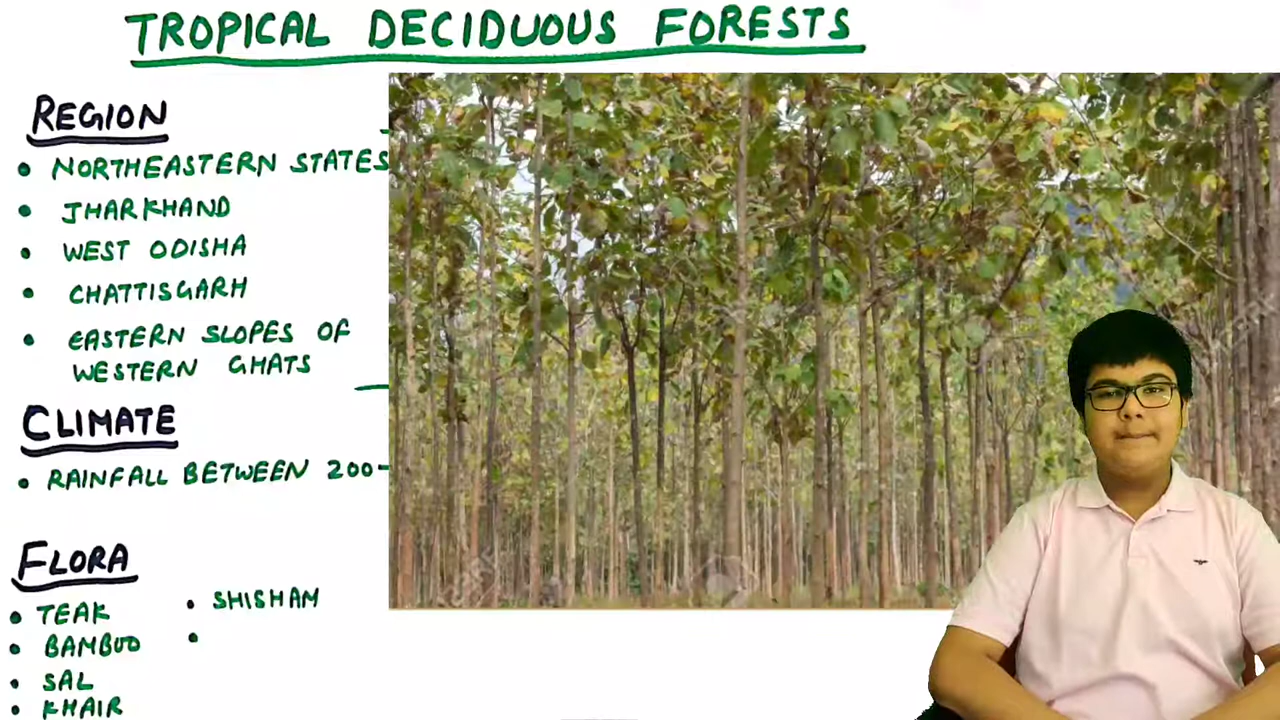 TROPICAL DECIDUOUS FORESTS
REGION
• NORTHEASTERN STATES
• JHARKHAND
• WEST ODISHA
• CHATTISGARH
• EASTERN SLOPES OF
WESTERN GHATS
CLIMATE
• RAINFALL BETWEEN 200-
FLORA
• TEAK
• BAMBOO
• SAL
• KHAIR
• SHISHAM
•